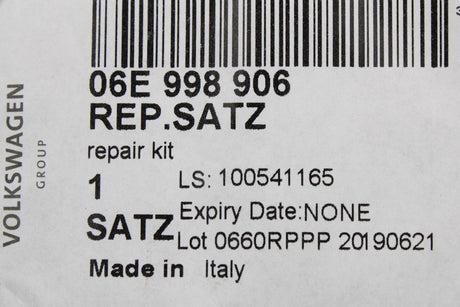 06E 998 906
REP.SATZ
repair kit
1
LS: 100541165
SATZ
Expiry Date:NONE
Lot 0660RPPP 20190621
Made in Italy
VOLKSWAGEN
GROUP